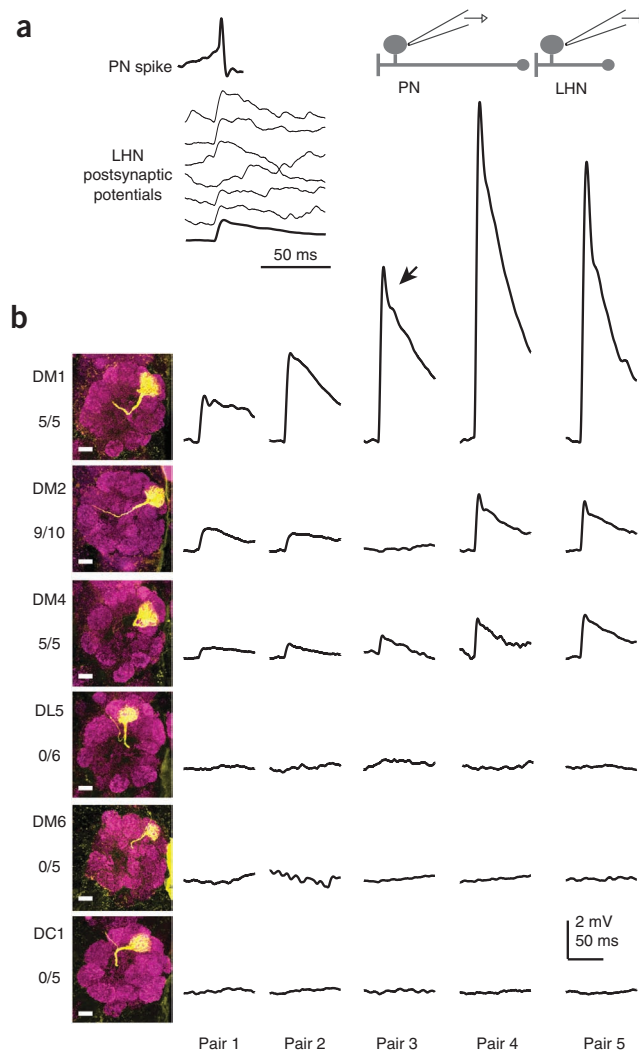 a
PN spike
PN
LHN
LHN
postsynaptic
potentials
50 ms
b
DM1
5/5
DM2
9/10
DM4
5/5
DL5
0/6
DM6
0/5
DC1
0/5
2 mV
50 ms
Pair 1
Pair 2
Pair 3
Pair 4
Pair 5